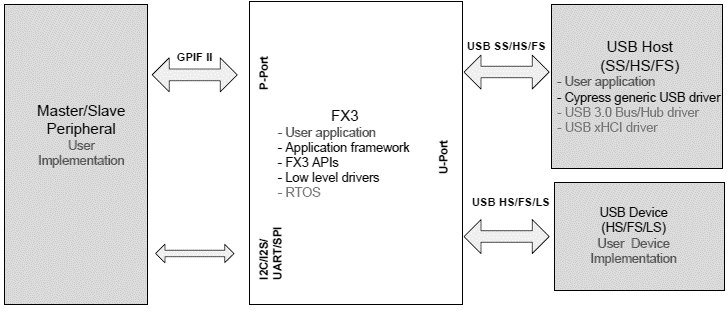 Master/Slave
Peripheral
User
Implementation
GPIF II
P-Port
I2C/I2S/
UART/SPI
FX3
- User application
- Application framework
- FX3 APIs
- Low level drivers
- RTOS
U-Port
USB SS/HS/FS
USB HS/FS/LS
USB Host
(SS/HS/FS)
- User application
- Cypress generic USB driver
- USB 3.0 Bus/Hub driver
- USB xHCI driver
USB Device
(HS/FS/LS)
User Device
Implementation